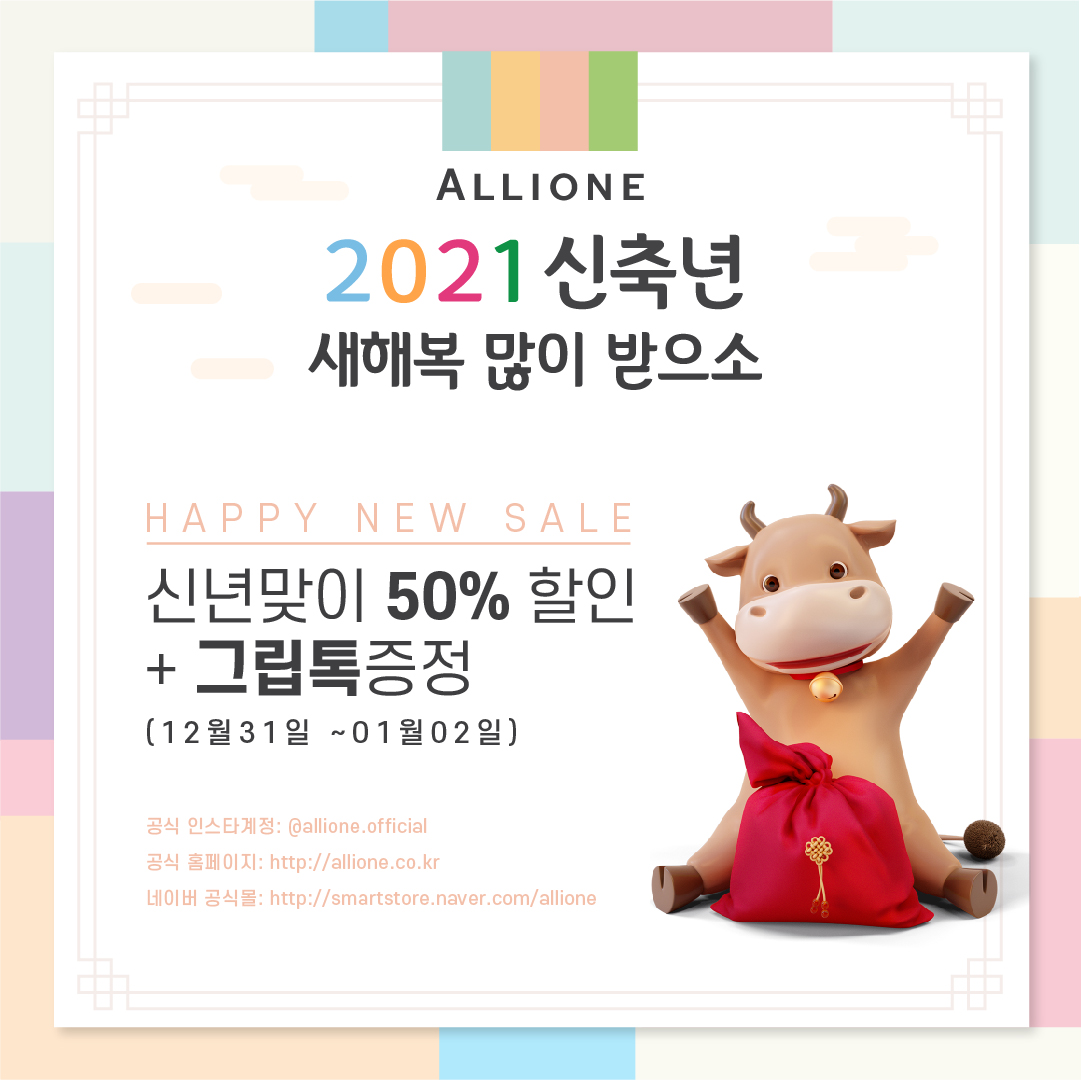 ALLIONE
2021 신축년
새해복 많이 받으소
HAPPY NEW SALE
신년맞이 50% 할인
+ 그립톡증정
(12월31일 ~01월02일)
공식 인스타계정: @allione.official
공식 홈페이지: http://allione.co.kr
네이버 공식몰: http://smartstore.naver.com/allione